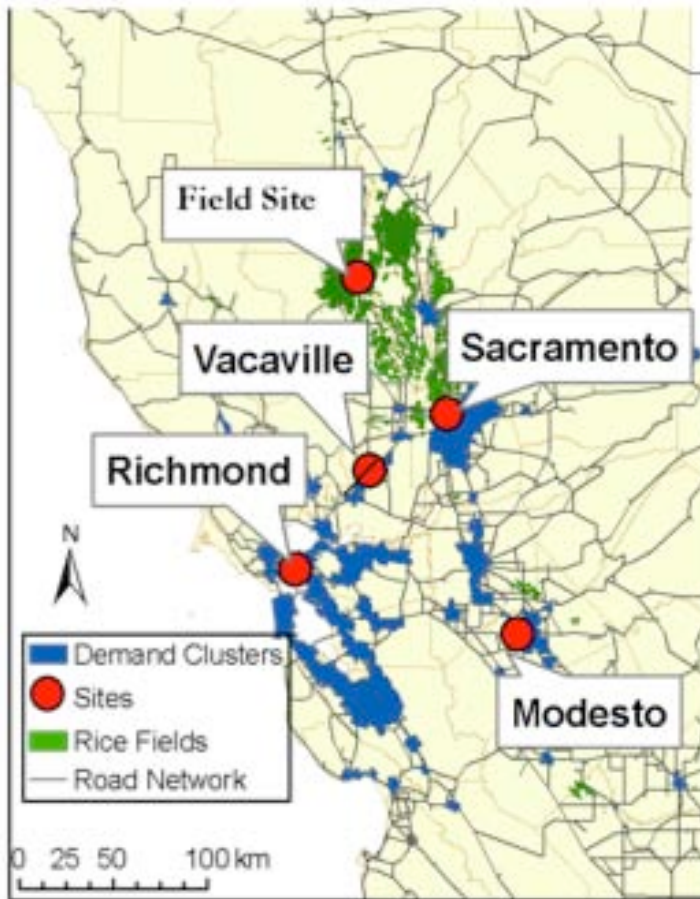 Field Site
Vacaville
Sacramento
Richmond
N
Demand Clusters
Sites
Rice Fields
Road Network
Modesto
0 25 50 100 km